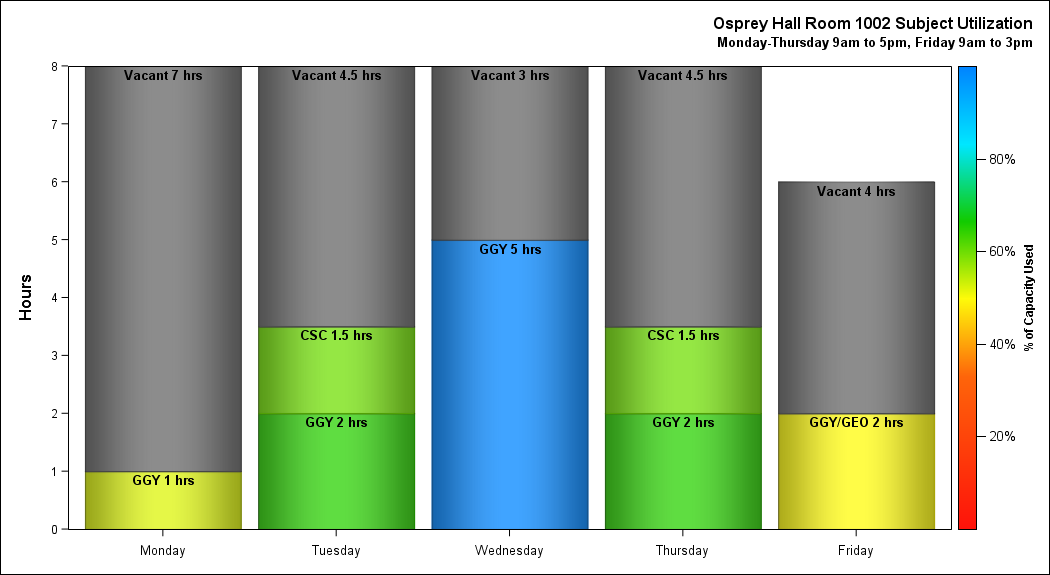 Osprey Hall Room 1002 Subject Utilization
Monday-Thursday 9am to 5pm, Friday 9am to 3pm
Hours
8
7
6
5
4
3
2
1
0
Vacant 7 hrs
GGY 1 hrs
Vacant 4.5 hrs
CSC 1.5 hrs
GGY 2 hrs
Vacant 3 hrs
GGY 5 hrs
Vacant 4.5 hrs
CSC 1.5 hrs
GGY 2 hrs
Vacant 4 hrs
GGY/GEO 2 hrs
Monday
Tuesday
Wednesday
Thursday
Friday
80%
60%
40%
20%
% of Capacity Used